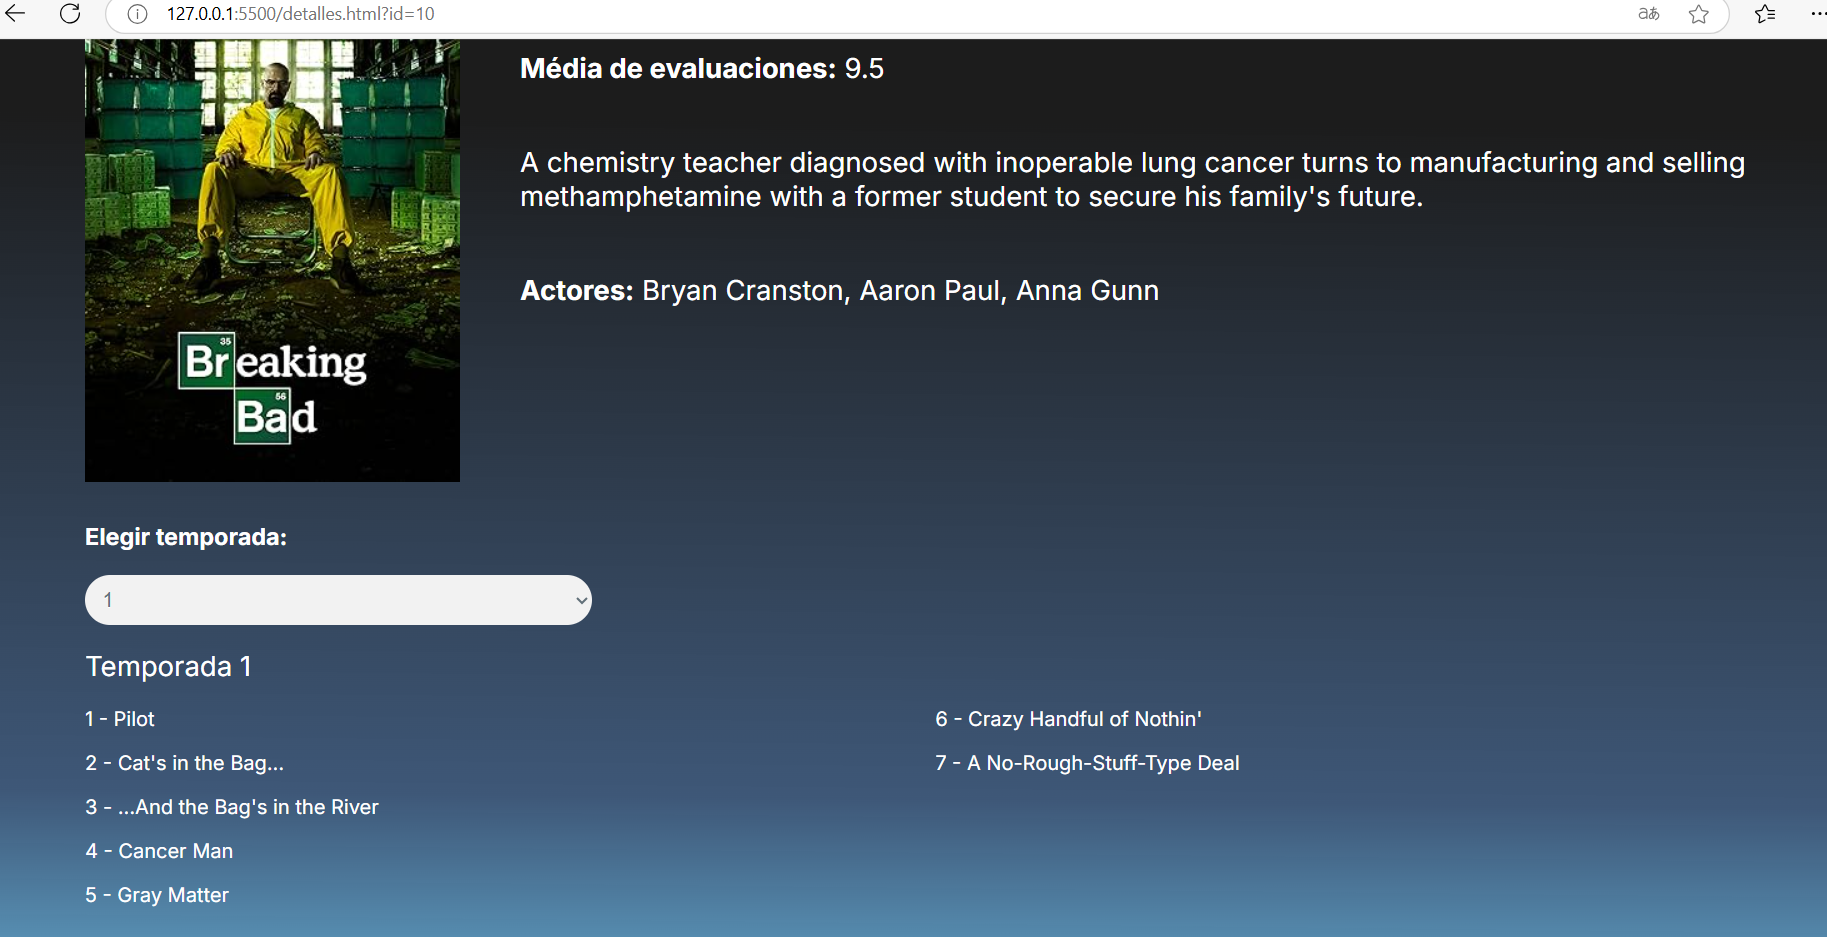 127.0.0.1:5500/detalles.html?id=10
aあ
Média de evaluaciones: 9.5
A chemistry teacher diagnosed with inoperable lung cancer turns to manufacturing and selling
methamphetamine with a former student to secure his family's future.
Actores: Bryan Cranston, Aaron Paul, Anna Gunn
35
Breaking
56
Bad
Elegir temporada:
1
Temporada 1
1 - Pilot
2 - Cat's in the Bag...
3 - ...And the Bag's in the River
4 - Cancer Man
5 - Gray Matter
6 - Crazy Handful of Nothin'
7 - A No-Rough-Stuff-Type Deal